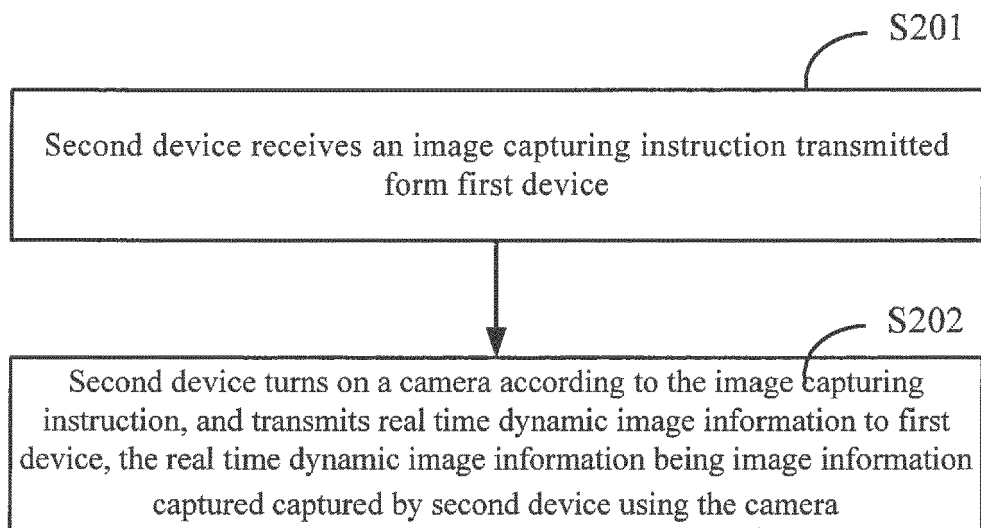 S201
Second device receives an image capturing instruction transmitted
form first device
S202
Second device turns on a camera according to the image capturing
instruction, and transmits real time dynamic image information to first
device, the real time dynamic image information being image information
captured captured by second device using the camera